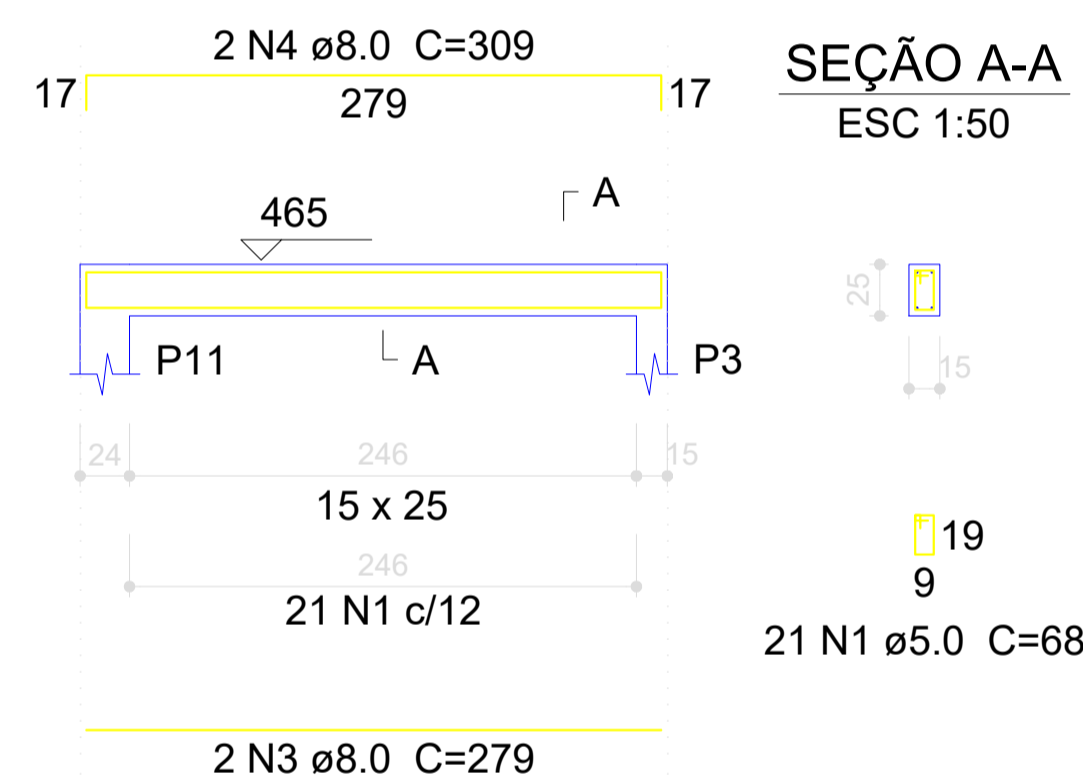 2 N4 ø8.0 C=309
17 279 17
SEÇÃO A-A
ESC 1:50
465
A
25
P11
A
P3
15
24 246 15
15 x 25
246
21 N1 c/12
19
9
21 N1 ø5.0 C=68
2 N3 ø8.0 C=279